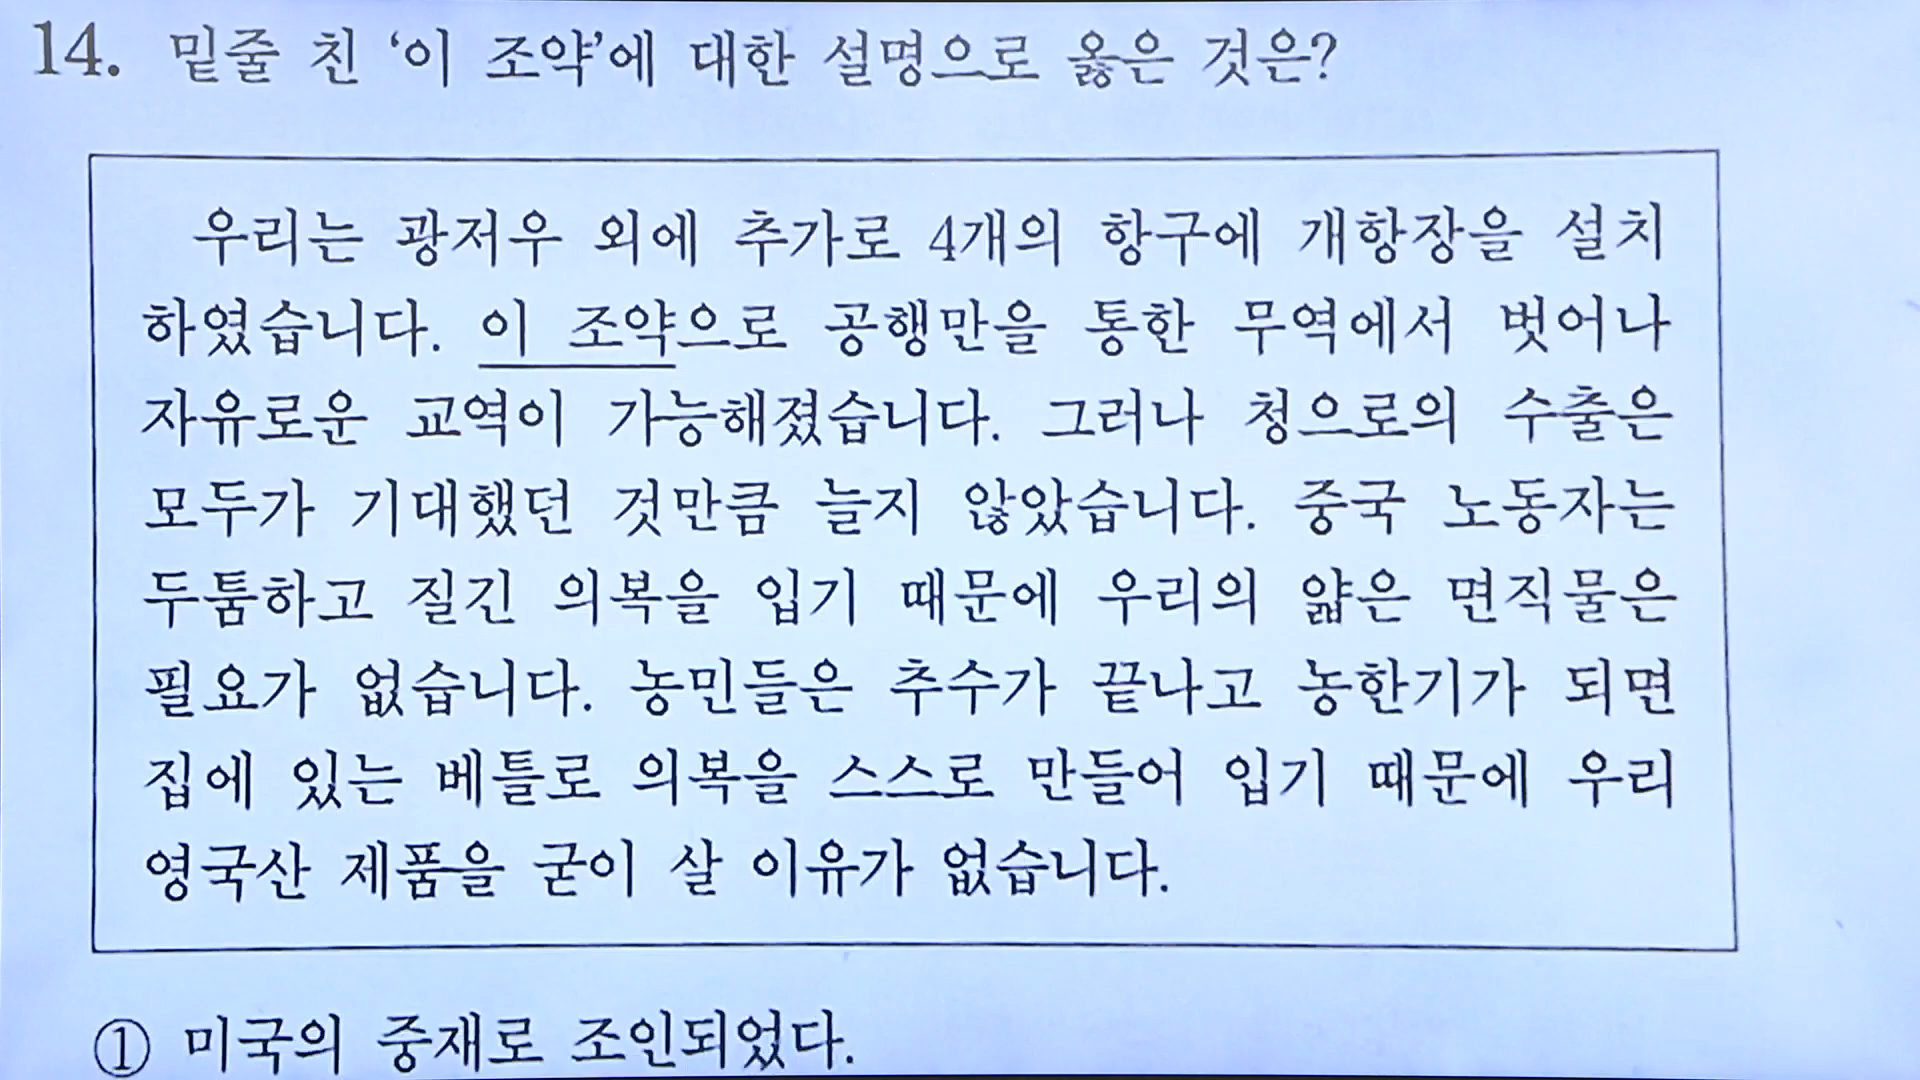 14. 밑줄 친 ‘이 조약’에 대한 설명으로 옳은 것은?
우리는 광저우 외에 추가로 4개의 항구에 개항장을 설치
하였습니다. 이 조약으로 공행만을 통한 무역에서 벗어나
자유로운 교역이 가능해졌습니다. 그러나 청으로의 수출은
모두가 기대했던 것만큼 늘지 않았습니다. 중국 노동자는
두툼하고 질긴 의복을 입기 때문에 우리의 얇은 면직물은
필요가 없습니다. 농민들은 추수가 끝나고 농한기가 되면
집에 있는 베틀로 의복을 스스로 만들어 입기 때문에 우리
영국산 제품을 굳이 살 이유가 없습니다.
① 미국의 중재로 조인되었다.